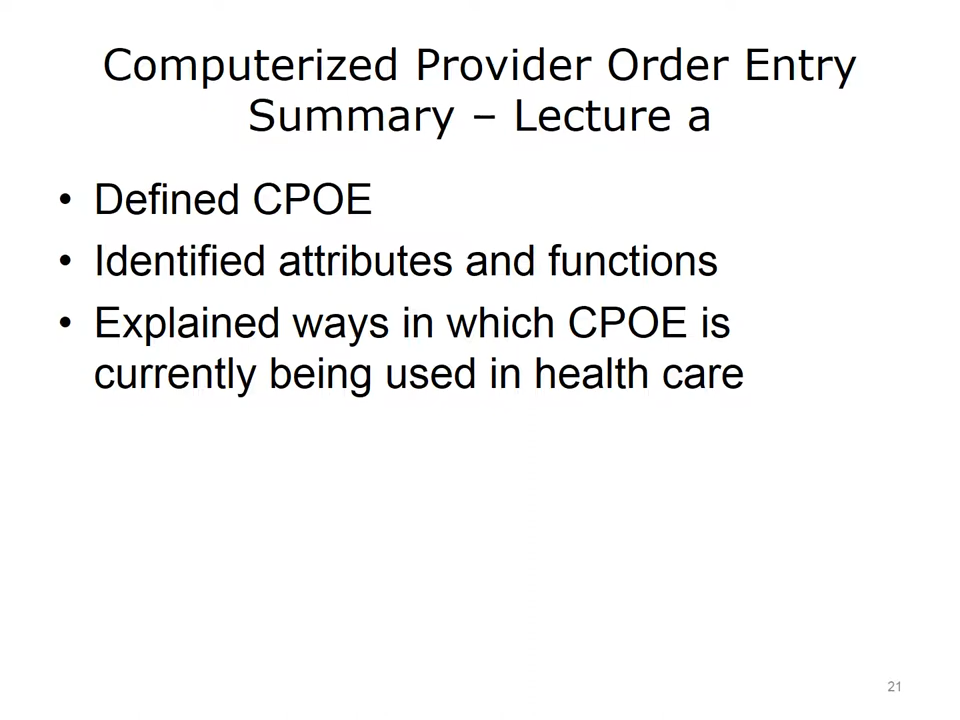 Computerized Provider Order Entry
Summary – Lecture a
• Defined CPOE
• Identified attributes and functions
• Explained ways in which CPOE is
currently being used in health care
21